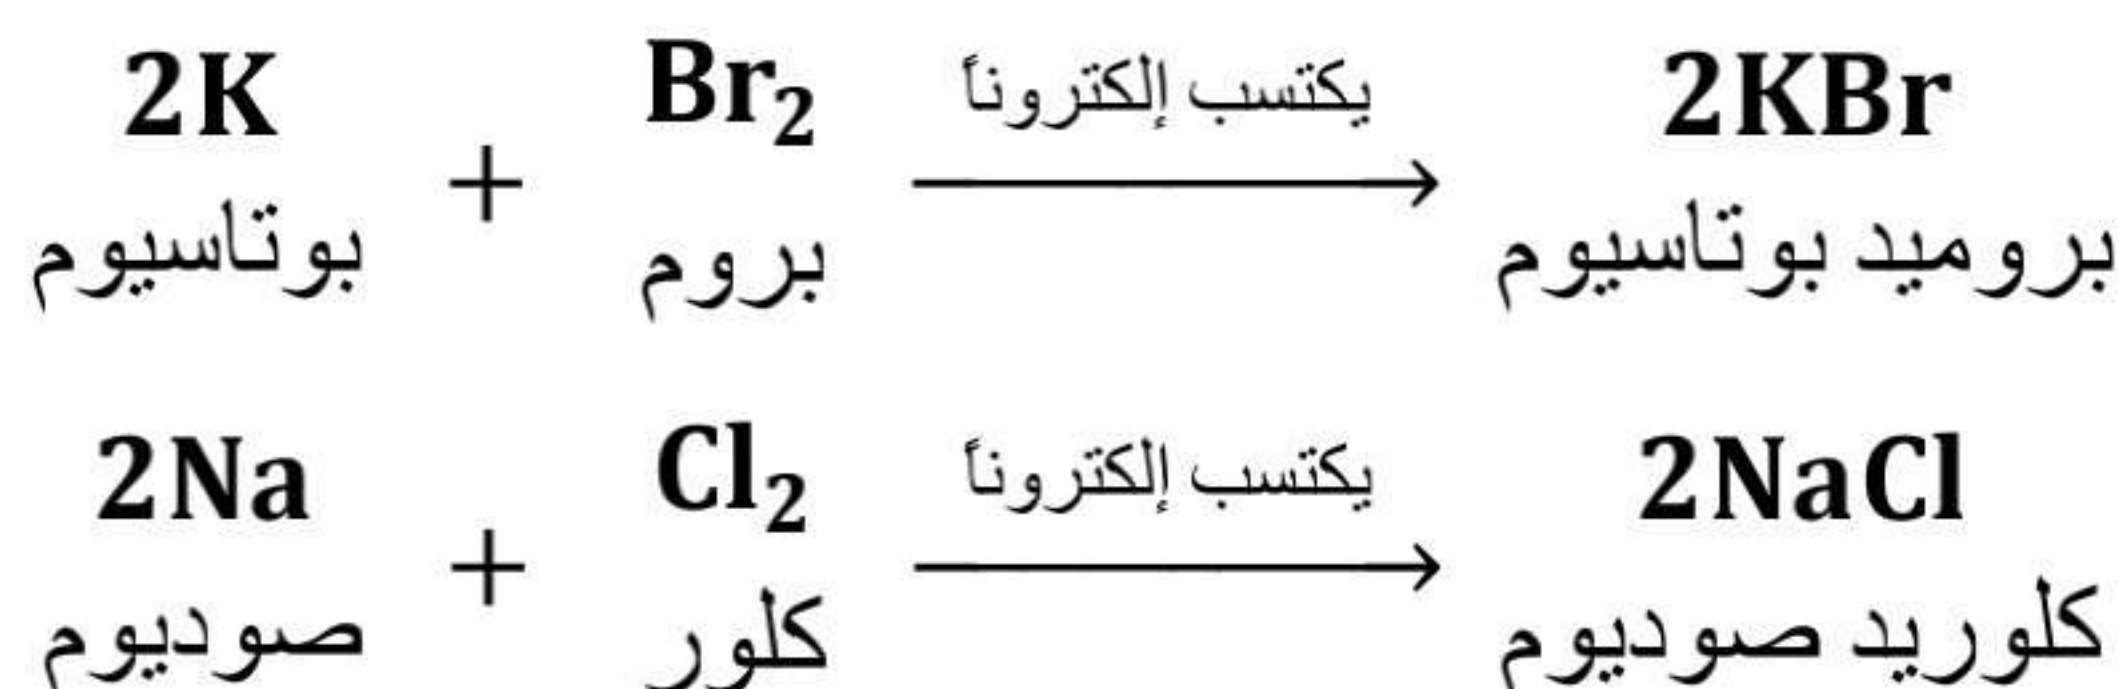 2K + Br₂ يكتسب إلكتروناً → 2KBr
بوتاسيوم بروم بروميد بوتاسيوم
2Na + Cl₂ يكتسب إلكتروناً → 2NaCl
صوديوم كلور كلوريد صوديوم